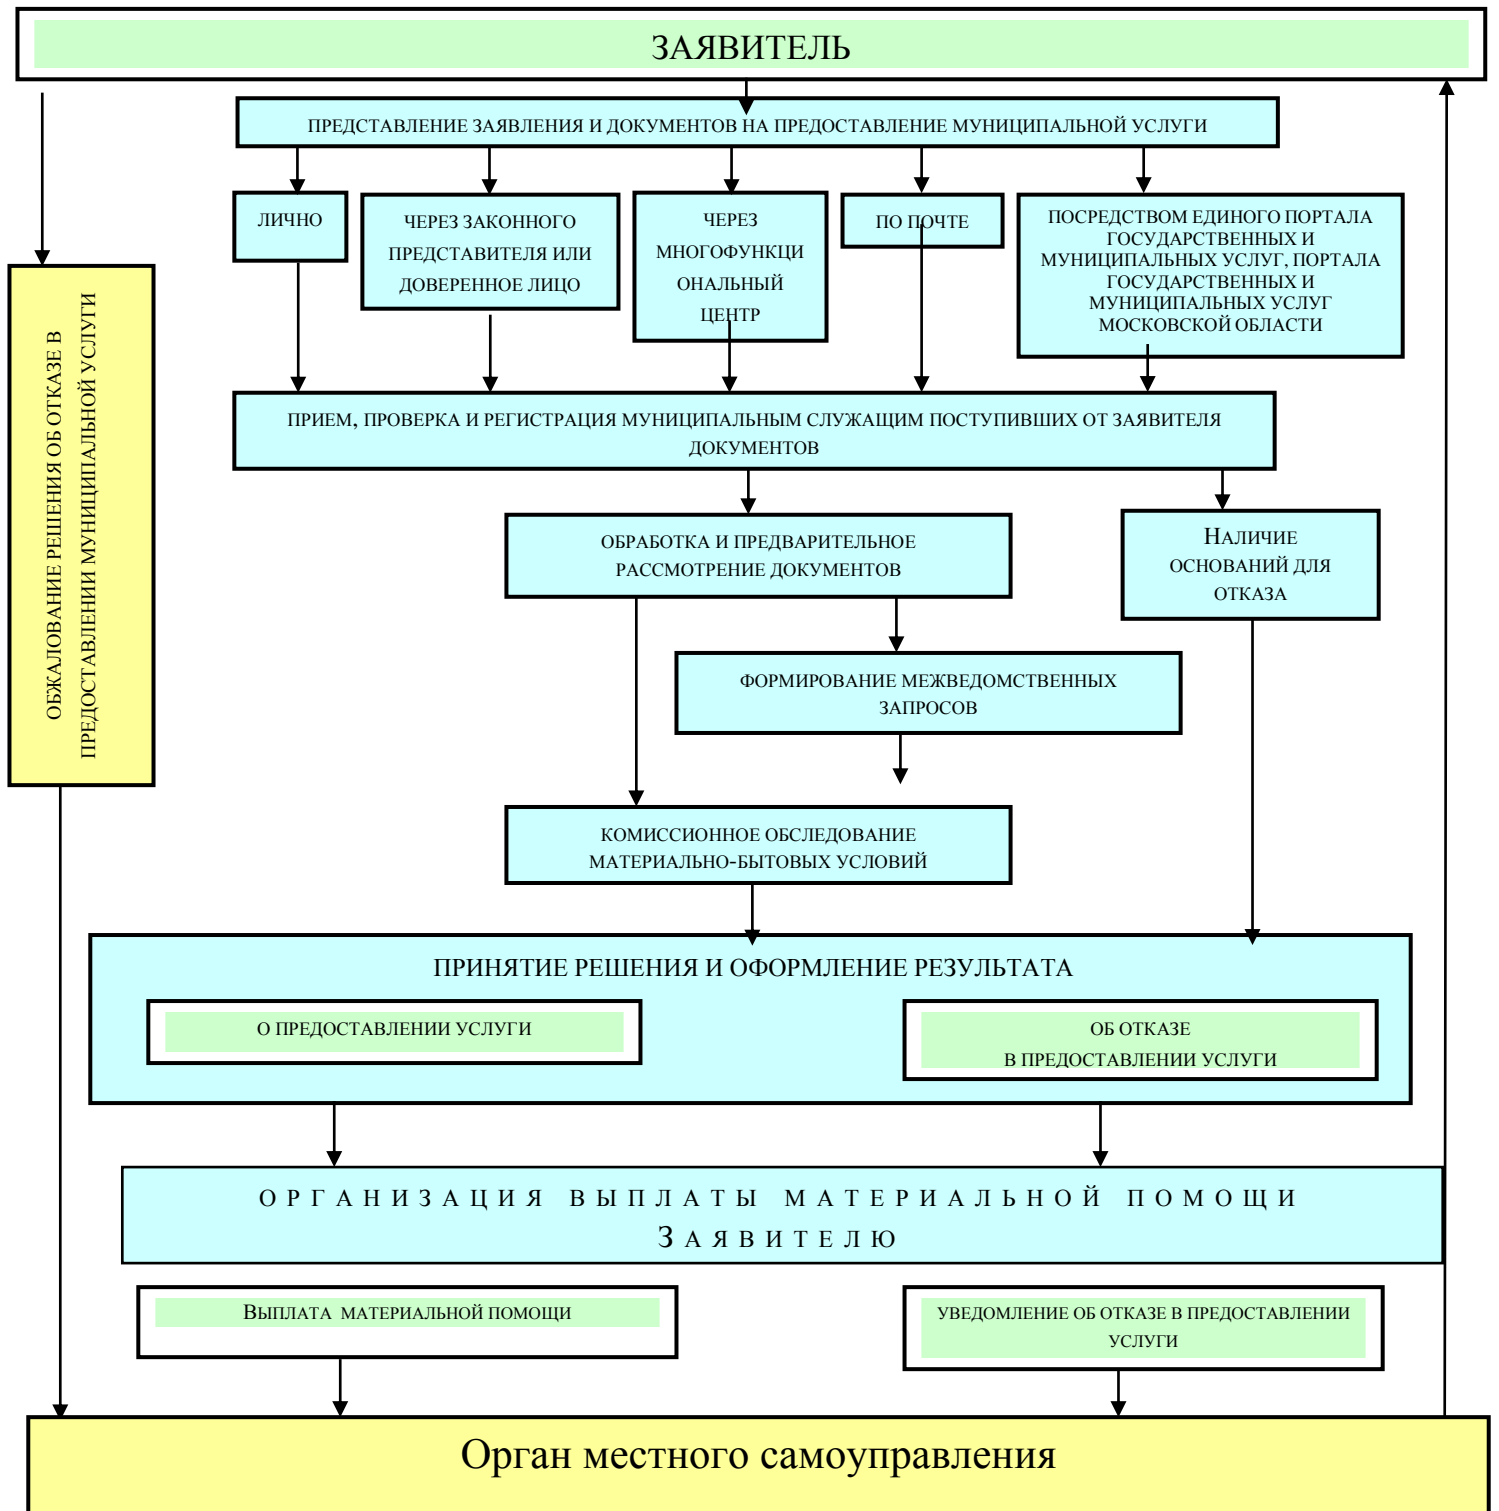 ЗАЯВИТЕЛЬ
ПРЕДСТАВЛЕНИЕ ЗАЯВЛЕНИЯ И ДОКУМЕНТОВ НА ПРЕДОСТАВЛЕНИЕ МУНИЦИПАЛЬНОЙ УСЛУГИ
ЛИЧНО
ЧЕРЕЗ ЗАКОННОГО
ПРЕДСТАВИТЕЛЯ ИЛИ
ДОВЕРЕННОЕ ЛИЦО
ЧЕРЕЗ
МНОГОФУНКЦИ
ОНАЛЬНЫЙ
ЦЕНТР
ПО ПОЧТЕ
ПОСРЕДСТВОМ ЕДИНОГО ПОРТАЛА
ГОСУДАРСТВЕННЫХ И
МУНИЦИПАЛЬНЫХ УСЛУГ, ПОРТАЛА
ГОСУДАРСТВЕННЫХ И
МУНИЦИПАЛЬНЫХ УСЛУГ
МОСКОВСКОЙ ОБЛАСТИ
ОБЖАЛОВАНИЕ РЕШЕНИЯ ОБ ОТКАЗЕ В
ПРЕДОСТАВЛЕНИИ МУНИЦИПАЛЬНОЙ УСЛУГИ
ПРИЕМ, ПРОВЕРКА И РЕГИСТРАЦИЯ МУНИЦИПАЛЬНЫМ СЛУЖАЩИМ ПОСТУПИВШИХ ОТ ЗАЯВИТЕЛЯ
ДОКУМЕНТОВ
ОБРАБОТКА И ПРЕДВАРИТЕЛЬНОЕ
РАССМОТРЕНИЕ ДОКУМЕНТОВ
НАЛИЧИЕ
ОСНОВАНИЙ ДЛЯ
ОТКАЗА
ФОРМИРОВАНИЕ МЕЖВЕДОМСТВЕННЫХ
ЗАПРОСОВ
КОМИССИОННОЕ ОБСЛЕДОВАНИЕ
МАТЕРИАЛЬНО-БЫТОВЫХ УСЛОВИЙ
ПРИНЯТИЕ РЕШЕНИЯ И ОФОРМЛЕНИЕ РЕЗУЛЬТАТА
О ПРЕДОСТАВЛЕНИИ УСЛУГИ
ОБ ОТКАЗЕ
В ПРЕДОСТАВЛЕНИИ УСЛУГИ
ОРГАНИЗАЦИЯ ВЫПЛАТЫ МАТЕРИАЛЬНОЙ ПОМОЩИ
ЗАЯВИТЕЛЮ
ВЫПЛАТА МАТЕРИАЛЬНОЙ ПОМОЩИ
УВЕДОМЛЕНИЕ ОБ ОТКАЗЕ В ПРЕДОСТАВЛЕНИИ
УСЛУГИ
Орган местного самоуправления